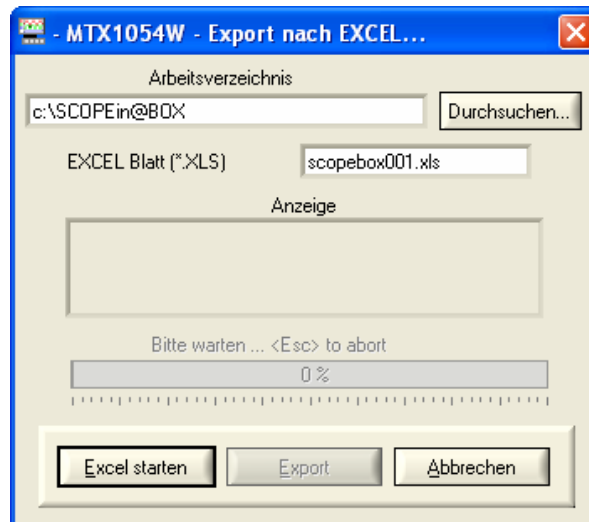 - MTX1054W - Export nach EXCEL...
Arbeitsverzeichnis
c:\SCOPEin@BOX
Durchsuchen...
EXCEL Blatt (*.XLS)
scopebox001.xls
Anzeige
Bitte warten ... <Esc> to abort
0 %
Excel starten
Export
Abbrechen